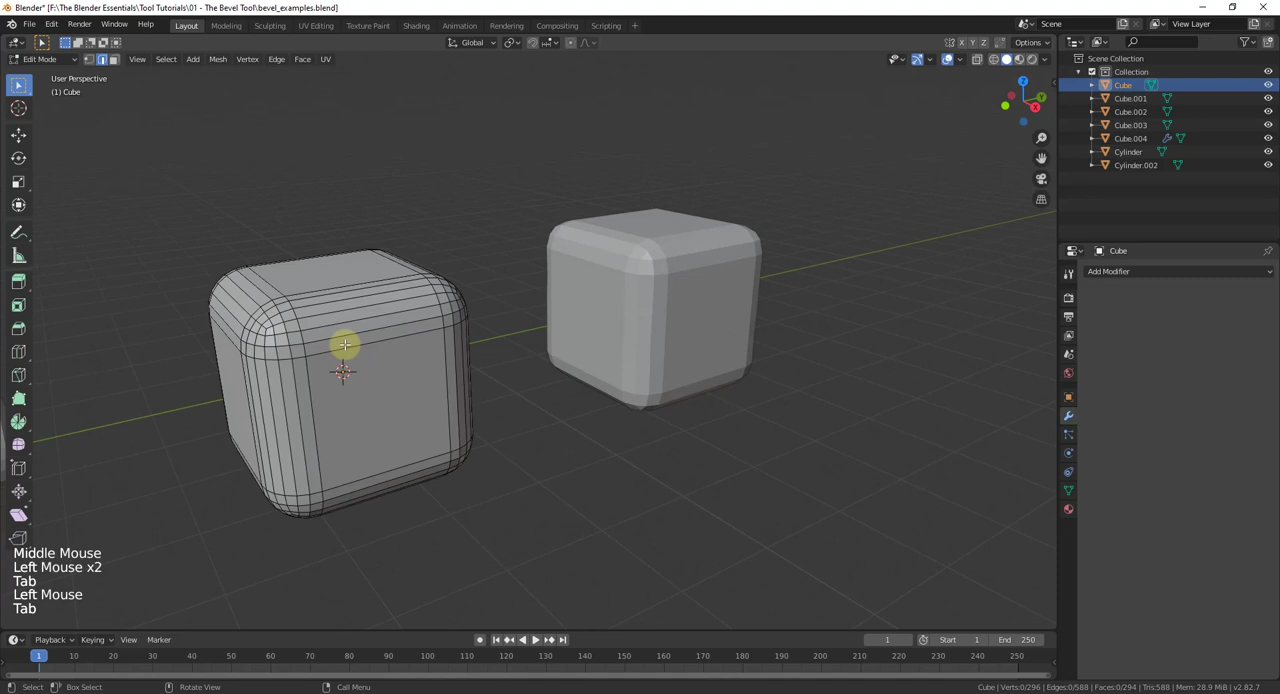 Blender* [F:\The Blender Essentials\Tool Tutorials\01 - The Bevel Tool\bevel_examples.blend]
File Edit Render Window Help Layout Modeling Sculpting UV Editing Texture Paint Shading Animation Rendering Compositing Scripting + Scene View Layer
Global X Y Z Options
Edit Mode View Select Add Mesh Vertex Edge Face UV
User Perspective
(1) Cube
Z
Y
X
Scene Collection
Collection
Cube
Cube.001
Cube.002
Cube.003
Cube.004
Cylinder
Cylinder.002
Cube
Add Modifier
Middle Mouse
Left Mouse x2
Tab
Left Mouse
Tab
Playback Keying View Marker 1 Start 1 End 250
1 10 20 30 40 50 60 70 80 90 100 110 120 130 140 150 160 170 180 190 200 210 220 230 240 250
Select Box Select Rotate View Call Menu Cube | Verts:0/296 | Edges:0/588 | Faces:0/294 | Tris:588 | Mem: 28.9 MiB | v2.82.7